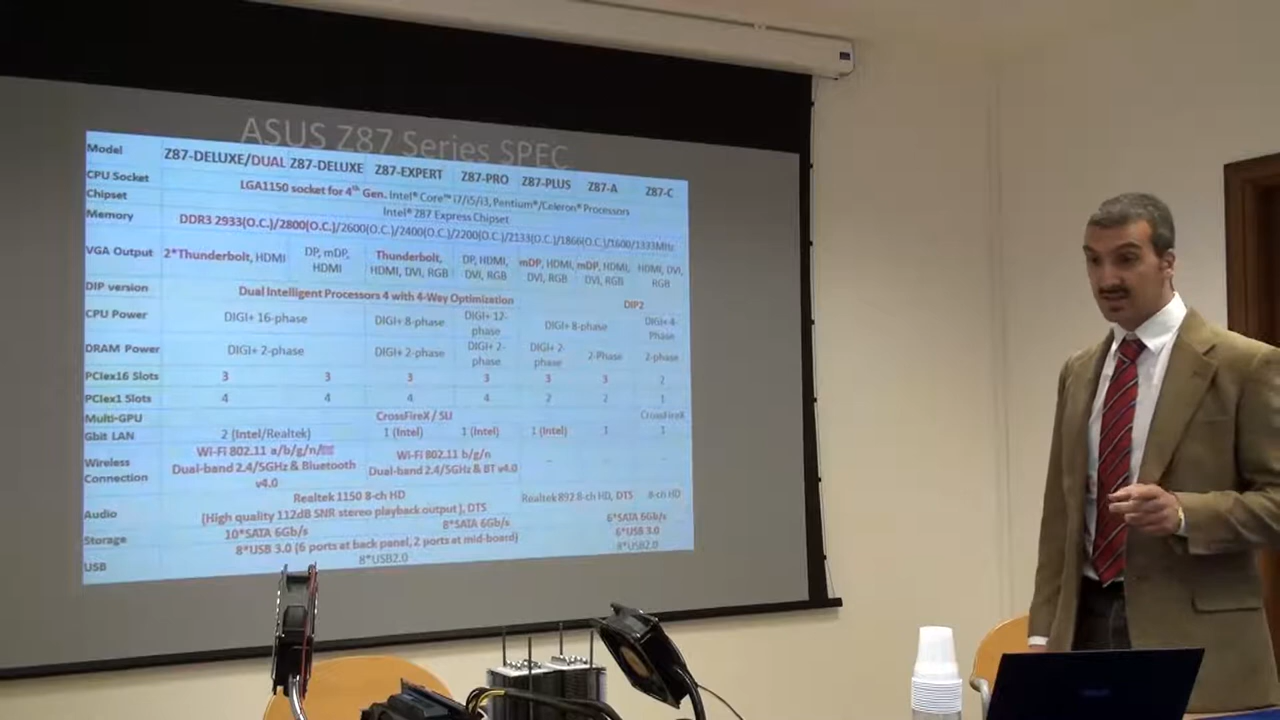 ASUS Z87 Series SPEC
Model Z87-DELUXE/DUAL Z87-DELUXE Z87-EXPERT Z87-PRO Z87-PLUS Z87-A Z87-C
CPU Socket LGA1150 socket for 4th Gen. Intel® Core™ i7/i5/i3, Pentium®/Celeron® Processors
Chipset Intel® Z87 Express Chipset
Memory DDR3 2933(O.C.)/2800(O.C.)/2600(O.C.)/2400(O.C.)/2200(O.C.)/2133(O.C.)/1866(O.C.)/1600/1333MHz
VGA Output 2*Thunderbolt, HDMI DP, mDP, HDMI Thunderbolt, HDMI, DVI, RGB DP, HDMI, DVI, RGB mDP, HDMI, DVI, RGB mDP, HDMI, DVI, RGB HDMI, DVI, RGB
DIP version Dual Intelligent Processors 4 with 4-Way Optimization DIP2
CPU Power DIGI+ 16-phase DIGI+ 8-phase DIGI+ 12-phase DIGI+ 8-phase DIGI+ 4-Phase
DRAM Power DIGI+ 2-phase DIGI+ 2-phase DIGI+ 2-phase DIGI+ 2-phase 2-Phase 2-phase
PCIex16 Slots 3 3 3 3 3 3 2
PCIex1 Slots 4 4 4 4 2 2 1
Multi-GPU CrossFireX / SLI CrossFireX
Gbit LAN 2 (Intel/Realtek) 1 (Intel) 1 (Intel) 1 (Intel) 1 1
Wireless Connection Wi-Fi 802.11 a/b/g/n/ Dual-band 2.4/5GHz & Bluetooth v4.0 Wi-Fi 802.11 b/g/n Dual-band 2.4/5GHz & BT v4.0 -- -- --
Audio Realtek 1150 8-ch HD (High quality 112dB SNR stereo playback output), DTS Realtek 892 8-ch HD, DTS 8-ch HD
Storage 10*SATA 6Gb/s 8*SATA 6Gb/s 6*SATA 6Gb/s
USB 8*USB 3.0 (6 ports at back panel, 2 ports at mid-board) 8*USB2.0 6*USB 3.0 8*USB2.0